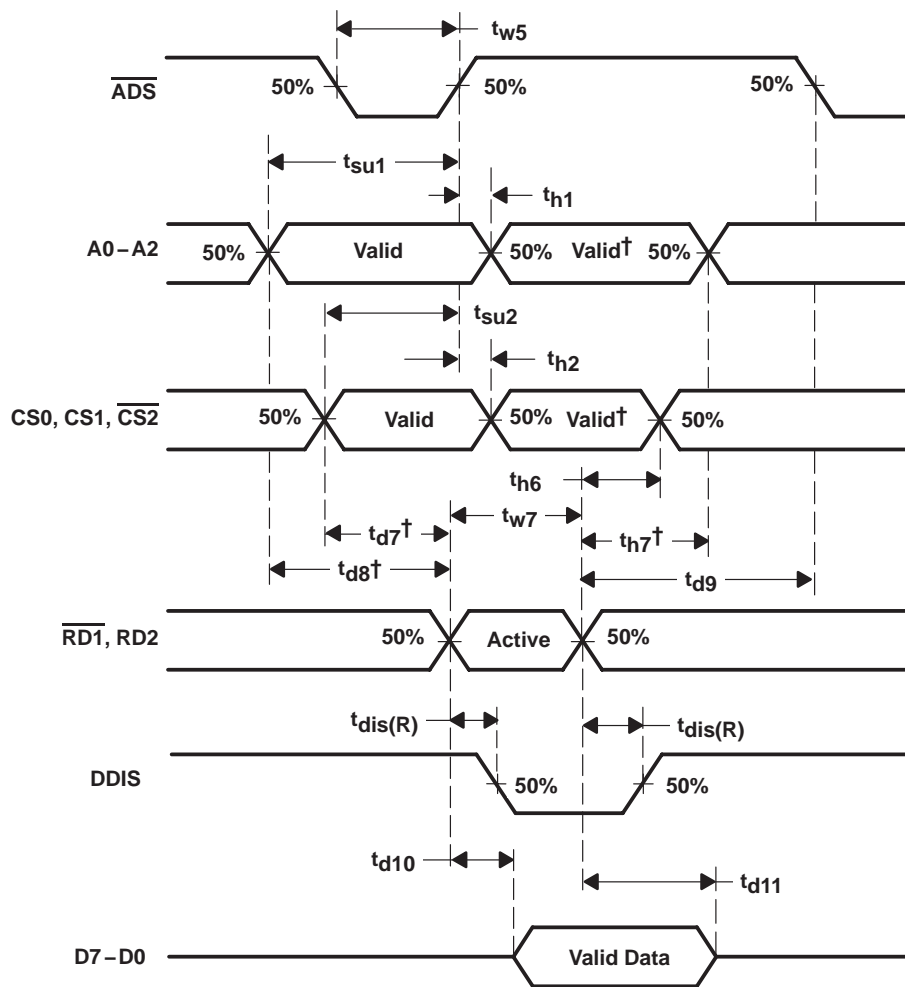 tw5
ADS 50% 50% 50%
tsu1
th1
A0–A2 50% Valid 50% Valid† 50%
tsu2
th2
CS0, CS1, CS2 50% Valid 50% Valid† 50%
th6
tw7
td7† th7†
td8† td9
RD1, RD2 50% Active 50%
tdis(R) tdis(R)
DDIS 50% 50%
td10 td11
D7–D0 Valid Data